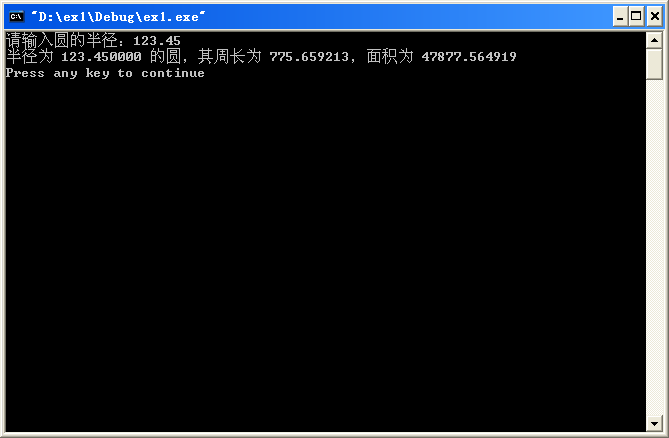 "D:\ex1\Debug\ex1.exe"
请输入圆的半径：123.45
半径为 123.450000 的圆，其周长为 775.659213，面积为 47877.564919
Press any key to continue